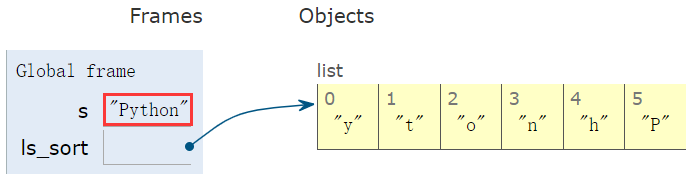 Frames Objects
Global frame
s "Python"
ls_sort
list
0 1 2 3 4 5
"y" "t" "o" "n" "h" "P"